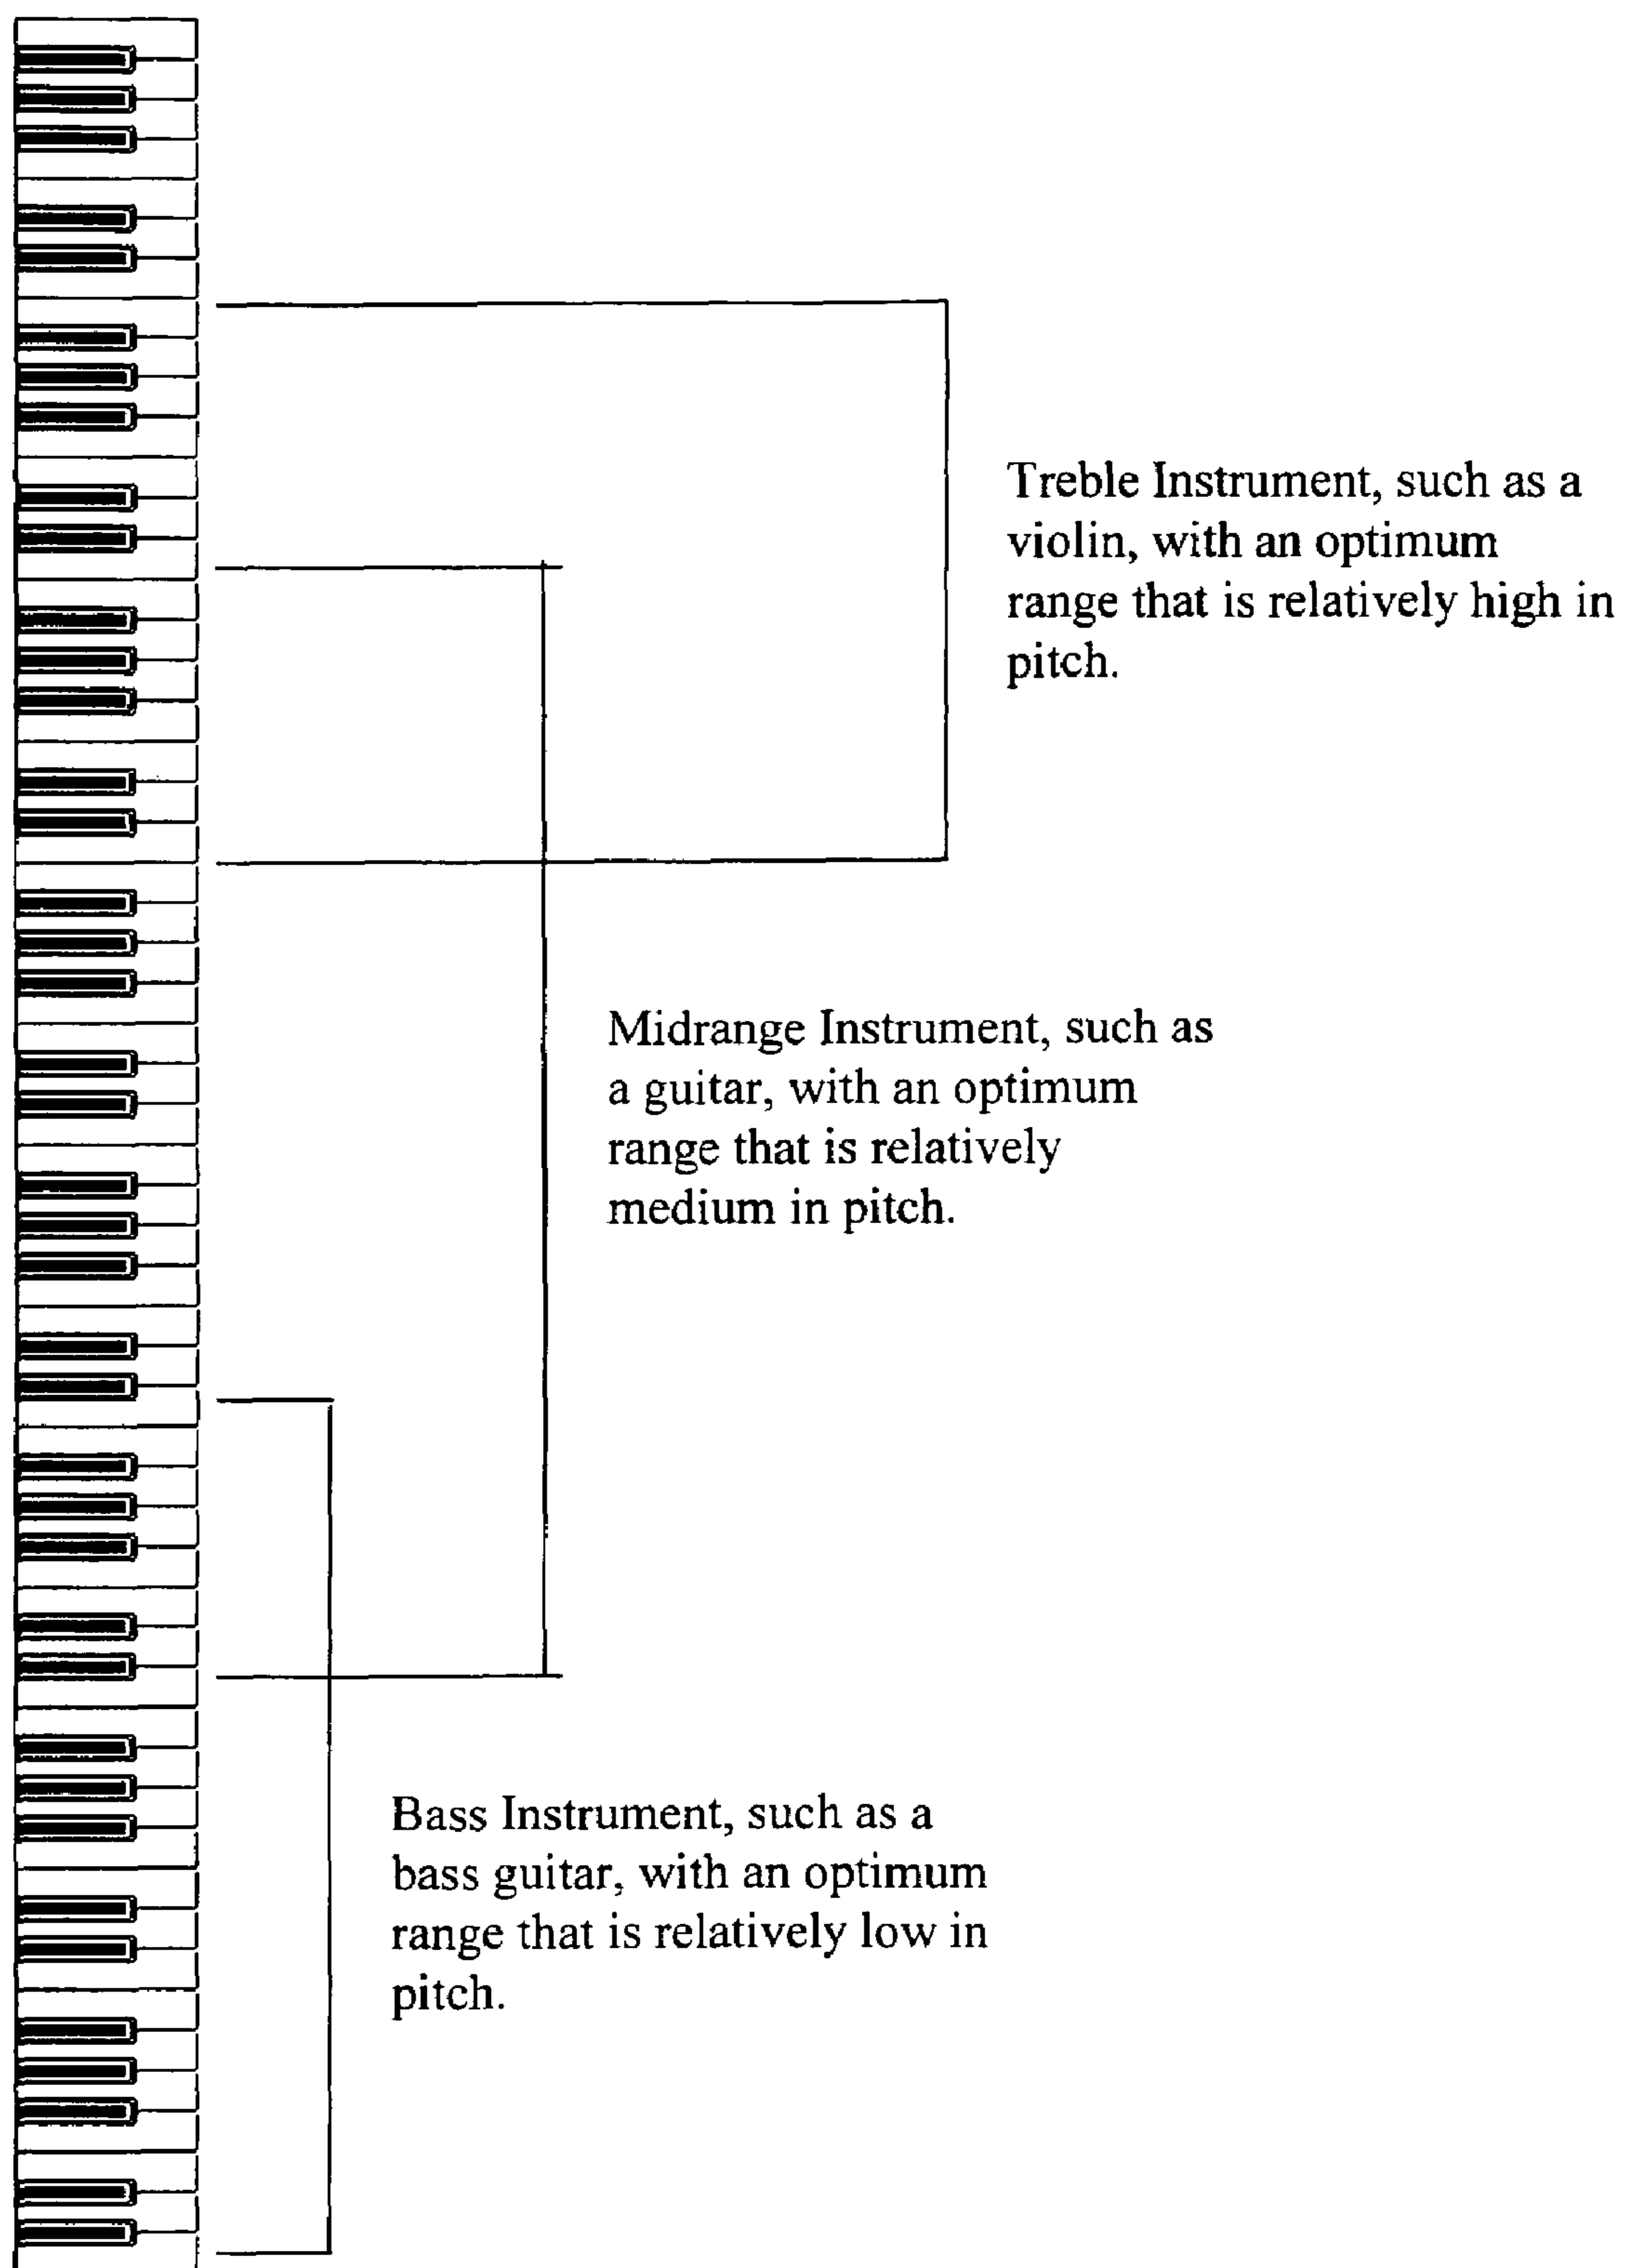 Treble Instrument, such as a
violin, with an optimum
range that is relatively high in
pitch.
Midrange Instrument, such as
a guitar, with an optimum
range that is relatively
medium in pitch.
Bass Instrument, such as a
bass guitar, with an optimum
range that is relatively low in
pitch.